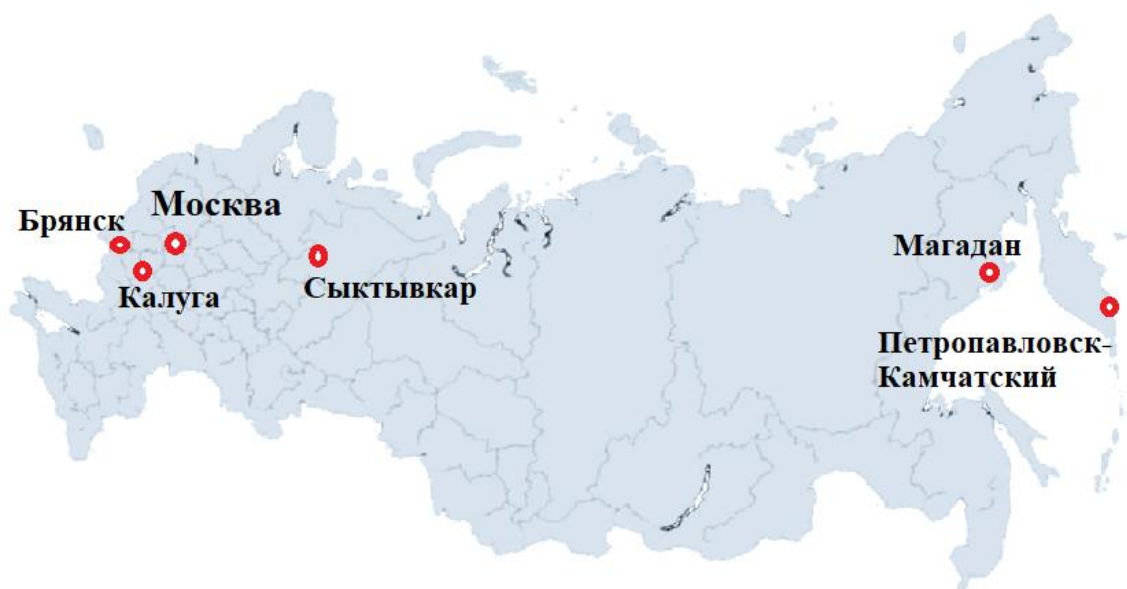 Москва
Брянск
Калуга
Сыктывкар
Магадан
Петропавловск-
Камчатский